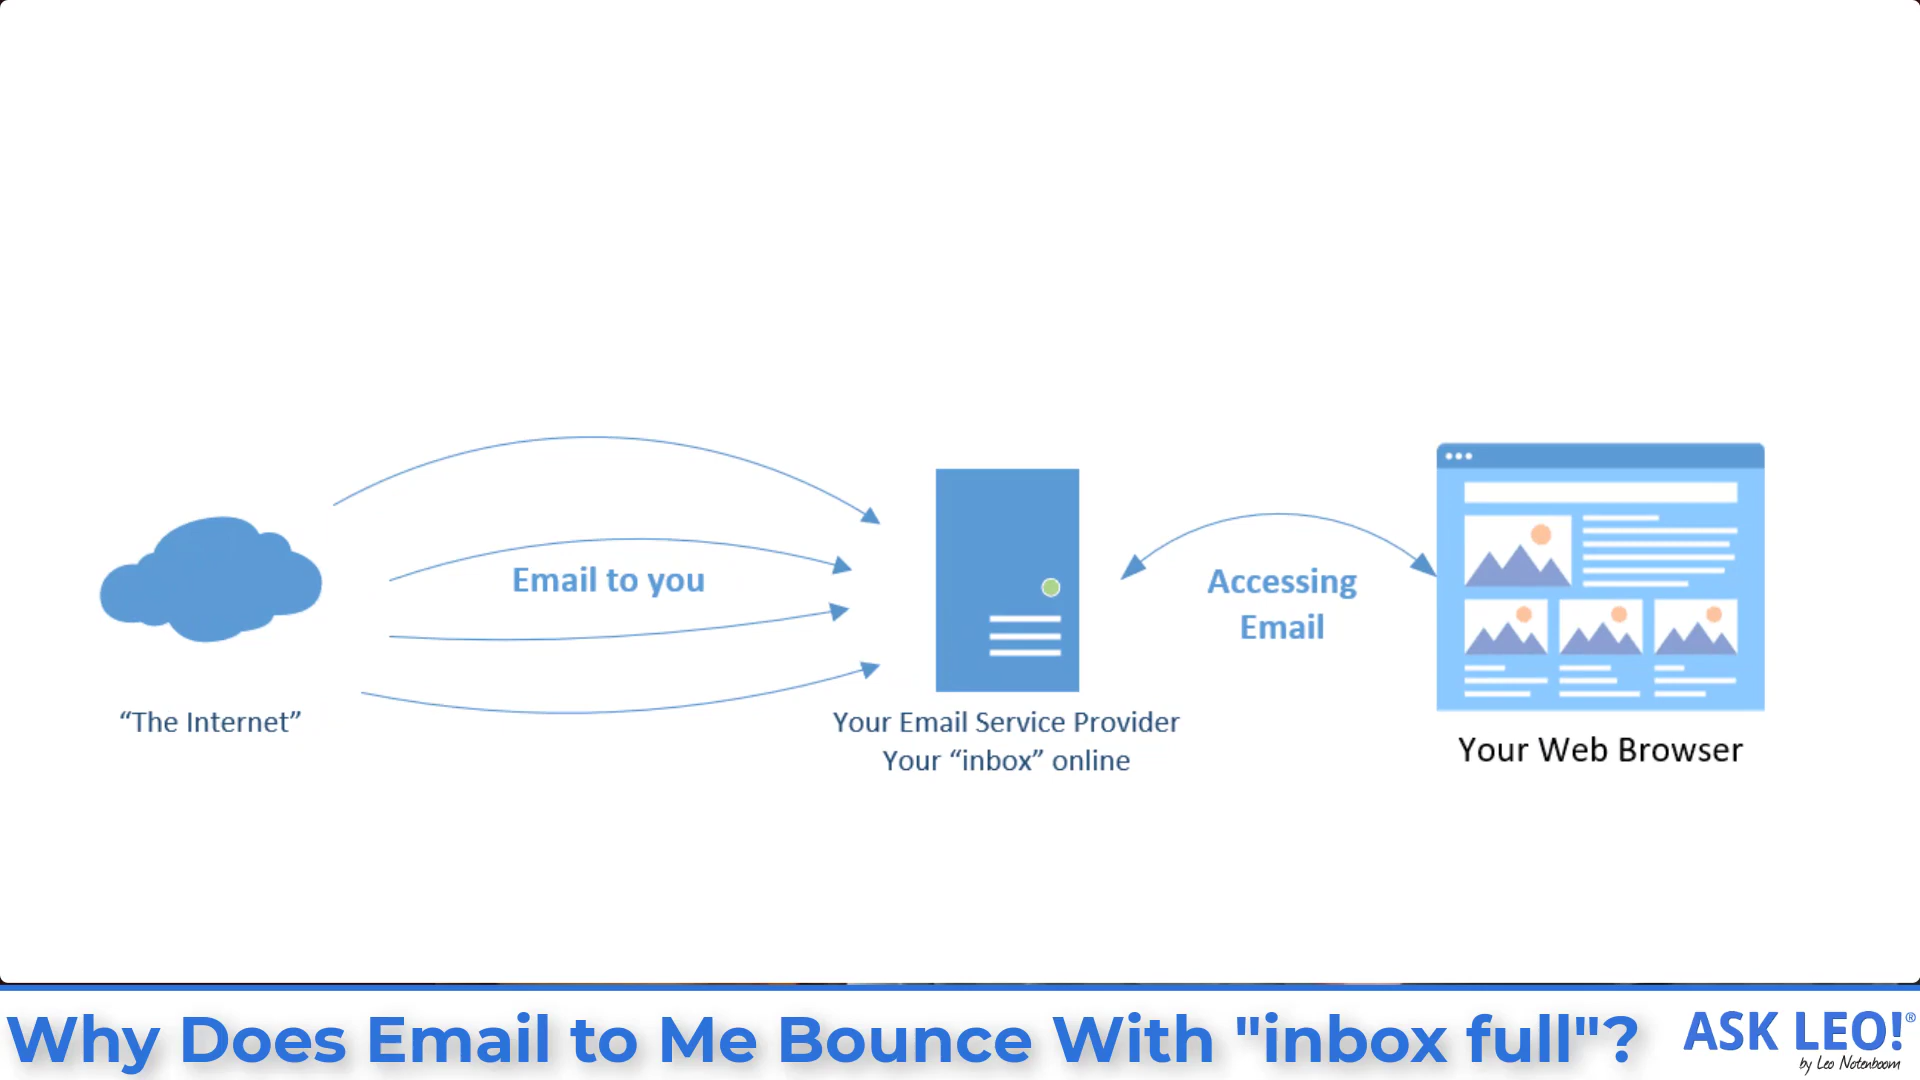 Email to you
Accessing
Email
“The Internet”
Your Email Service Provider
Your “inbox” online
Your Web Browser
Why Does Email to Me Bounce With "inbox full"?
ASK LEO!®
by Leo Notenboom